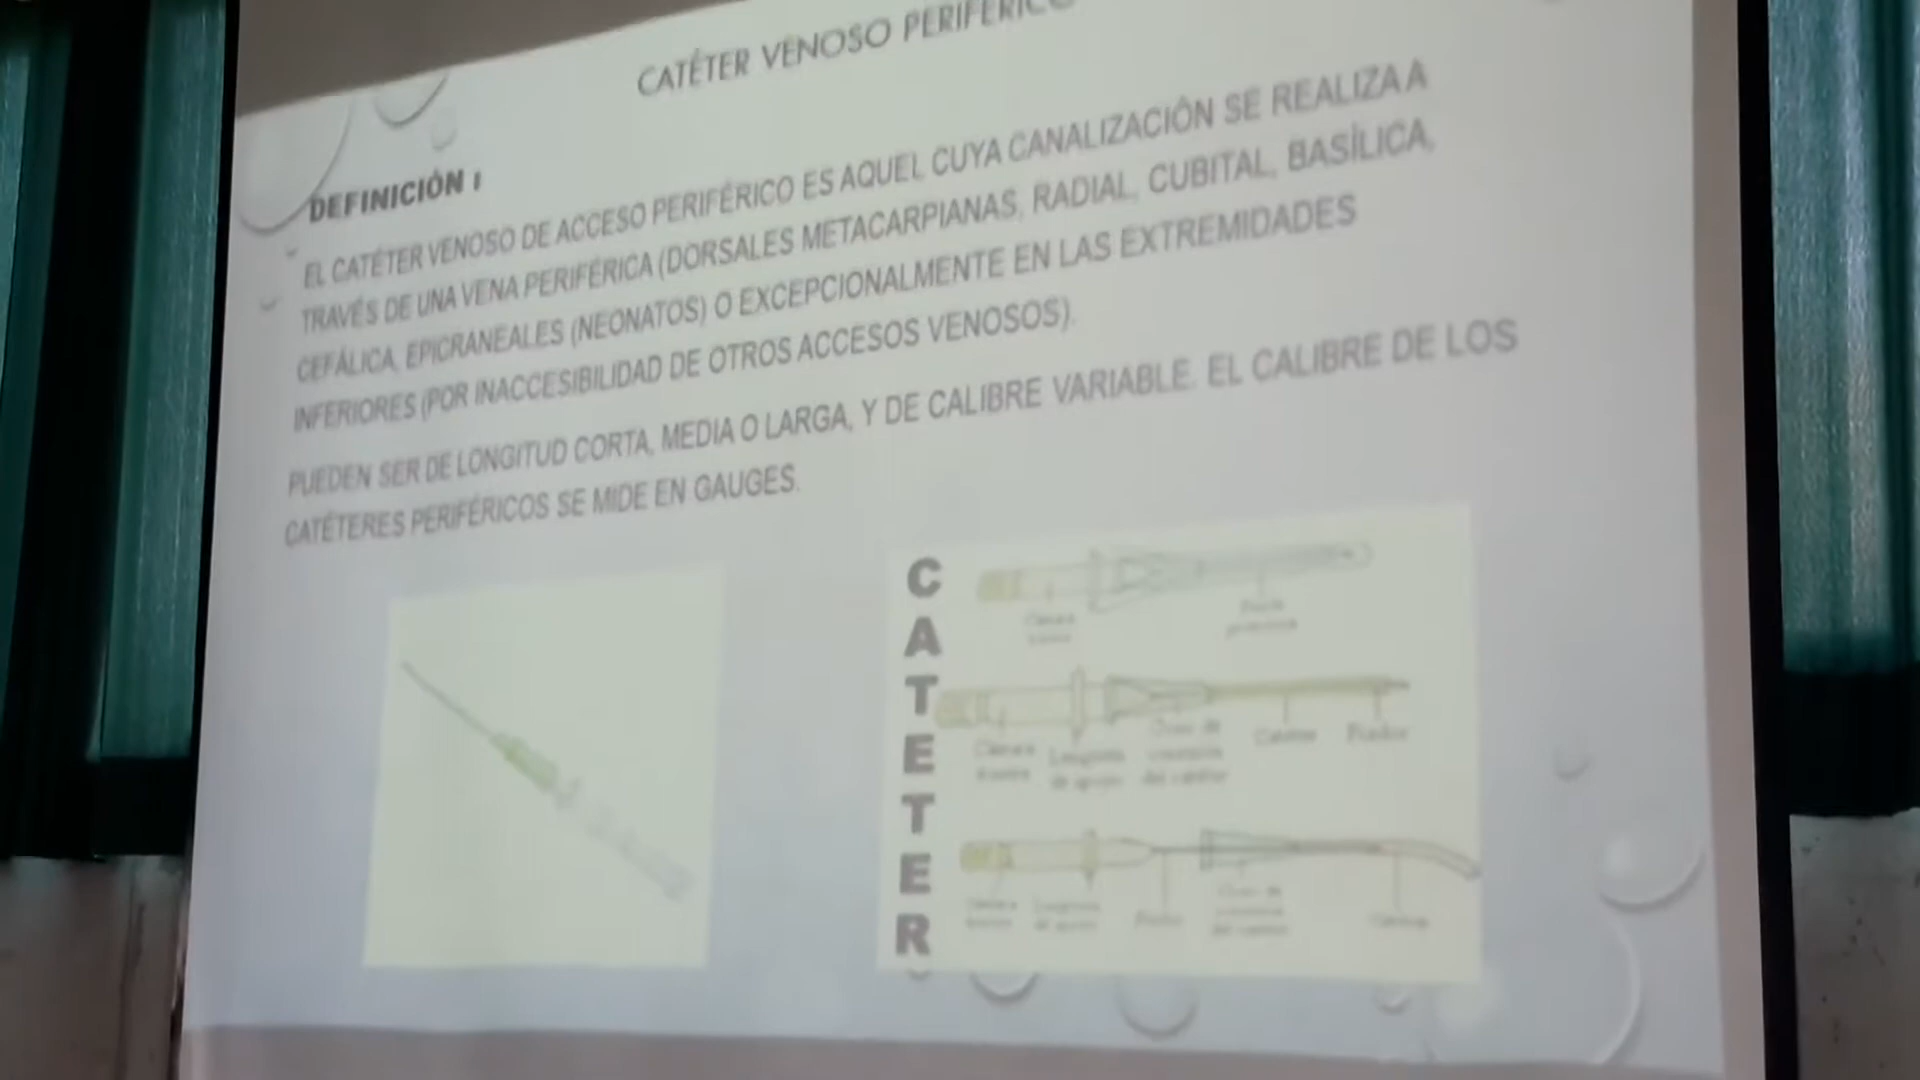 CATÉTER VENOSO PERIFÉRICO
DEFINICIÓN :
EL CATÉTER VENOSO DE ACCESO PERIFÉRICO ES AQUEL CUYA CANALIZACIÓN SE REALIZA A
TRAVÉS DE UNA VENA PERIFÉRICA (DORSALES METACARPIANAS, RADIAL, CUBITAL, BASÍLICA,
CEFÁLICA, EPICRANEALES (NEONATOS) O EXCEPCIONALMENTE EN LAS EXTREMIDADES
INFERIORES (POR INACCESIBILIDAD DE OTROS ACCESOS VENOSOS).
PUEDEN SER DE LONGITUD CORTA, MEDIA O LARGA, Y DE CALIBRE VARIABLE. EL CALIBRE DE LOS
CATÉTERES PERIFÉRICOS SE MIDE EN GAUGES.
CATETER
Catéter
Fiador